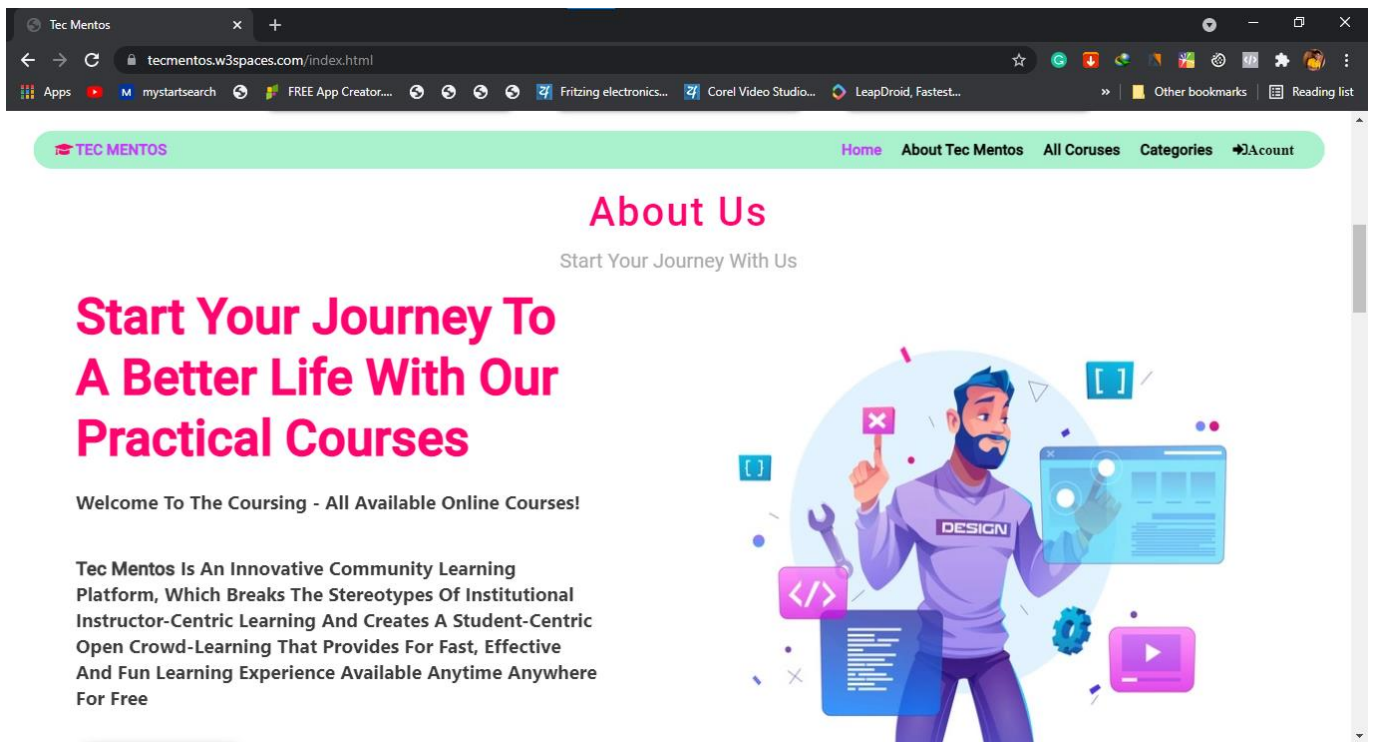 Tec Mentos
tecmentos.w3spaces.com/index.html
Apps M mystartsearch FREE App Creator.... Fritzing electronics... Corel Video Studio... LeapDroid, Fastest... » Other bookmarks Reading list
TEC MENTOS Home About Tec Mentos All Coruses Categories Acount
About Us
Start Your Journey With Us
Start Your Journey To
A Better Life With Our
Practical Courses
Welcome To The Coursing - All Available Online Courses!
Tec Mentos Is An Innovative Community Learning
Platform, Which Breaks The Stereotypes Of Institutional
Instructor-Centric Learning And Creates A Student-Centric
Open Crowd-Learning That Provides For Fast, Effective
And Fun Learning Experience Available Anytime Anywhere
For Free
[ ]
[ ]
DESIGN
</>